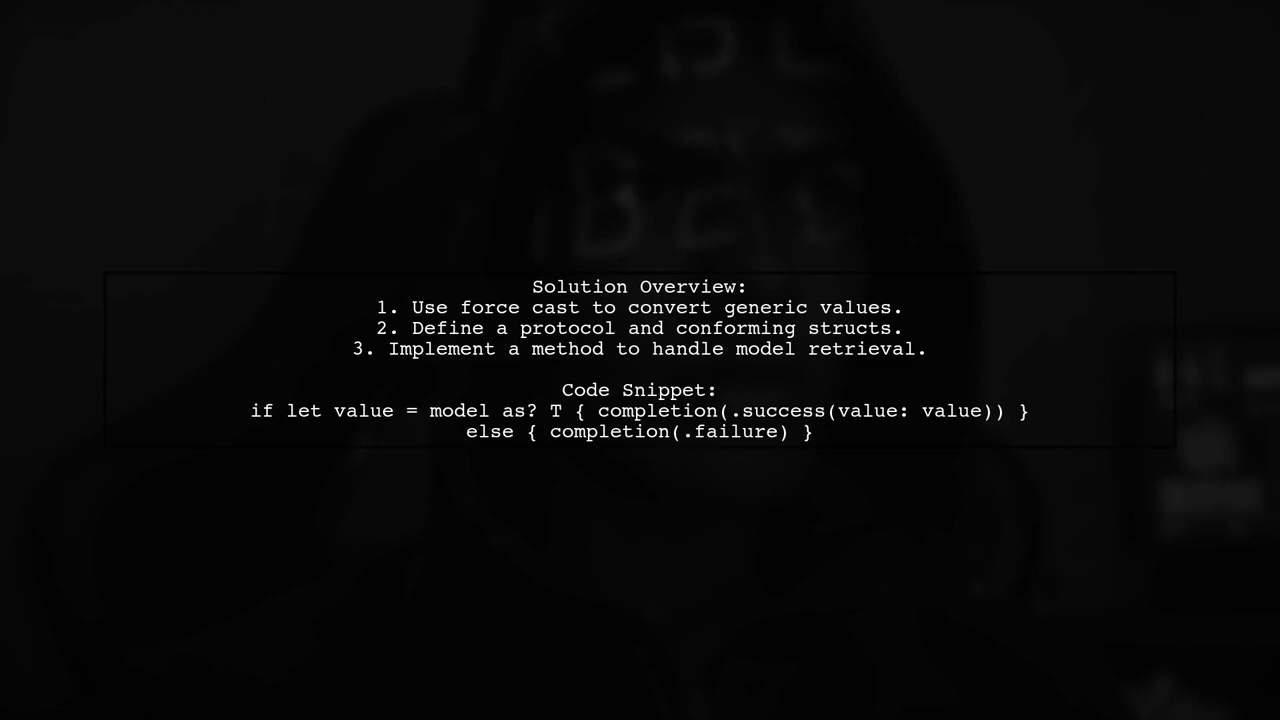 Solution Overview:
1. Use force cast to convert generic values.
2. Define a protocol and conforming structs.
3. Implement a method to handle model retrieval.
Code Snippet:
if let value = model as? T { completion(.success(value: value)) }
else { completion(.failure) }